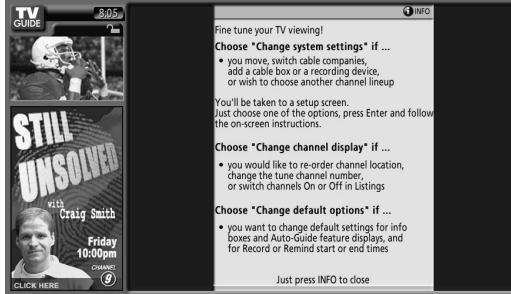 TV
GUIDE
8:05
INFO
Fine tune your TV viewing!
Choose "Change system settings" if ...
• you move, switch cable companies,
add a cable box or a recording device,
or wish to choose another channel lineup
You'll be taken to a setup screen.
Just choose one of the options, press Enter and follow
the on-screen instructions.
Choose "Change channel display" if ...
• you would like to re-order channel location,
change the tune channel number,
or switch channels On or Off in Listings
Choose "Change default options" if ...
• you want to change default settings for info
boxes and Auto-Guide feature displays, and
for Record or Remind start or end times
Just press INFO to close
STILL
UNSOLVED
with
Craig Smith
Friday
10:00pm
CHANNEL
9
CLICK HERE